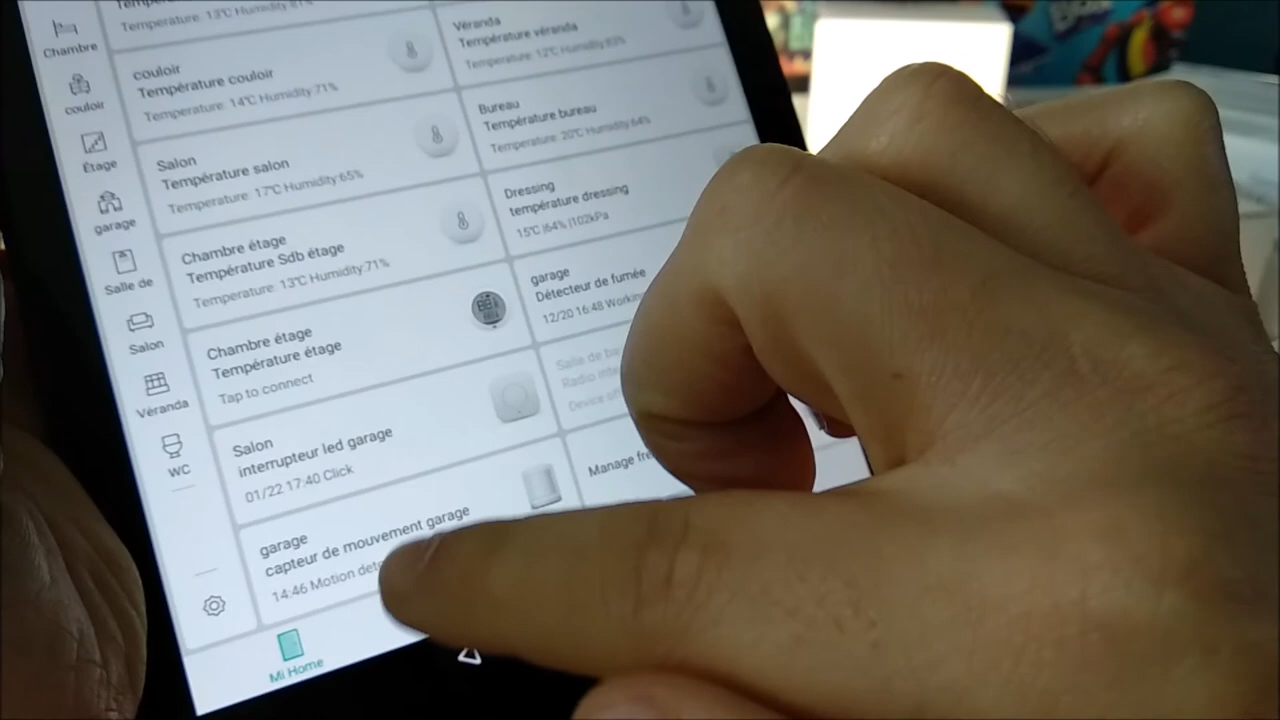 Chambre
couloir
Étage
garage
Salle de
Salon
Véranda
WC
Temperature: 13℃ Humidity:81%
couloir
Température couloir
Temperature: 14℃ Humidity:71%
Salon
Température salon
Temperature: 17℃ Humidity:65%
Chambre étage
Température Sdb étage
Temperature: 13℃ Humidity:71%
Chambre étage
Température étage
Tap to connect
Salon
interrupteur led garage
01/22 17:40 Click
garage
capteur de mouvement garage
14:46 Motion
Véranda
Température véranda
Temperature: 12℃ Humidity:83%
Bureau
Température bureau
Temperature: 20℃ Humidity:64%
Dressing
température dressing
15℃ |64% |102kPa
garage
Détecteur de fumée
12/20 16:48
Salle de
Radio
Device
Manage
Mi Home